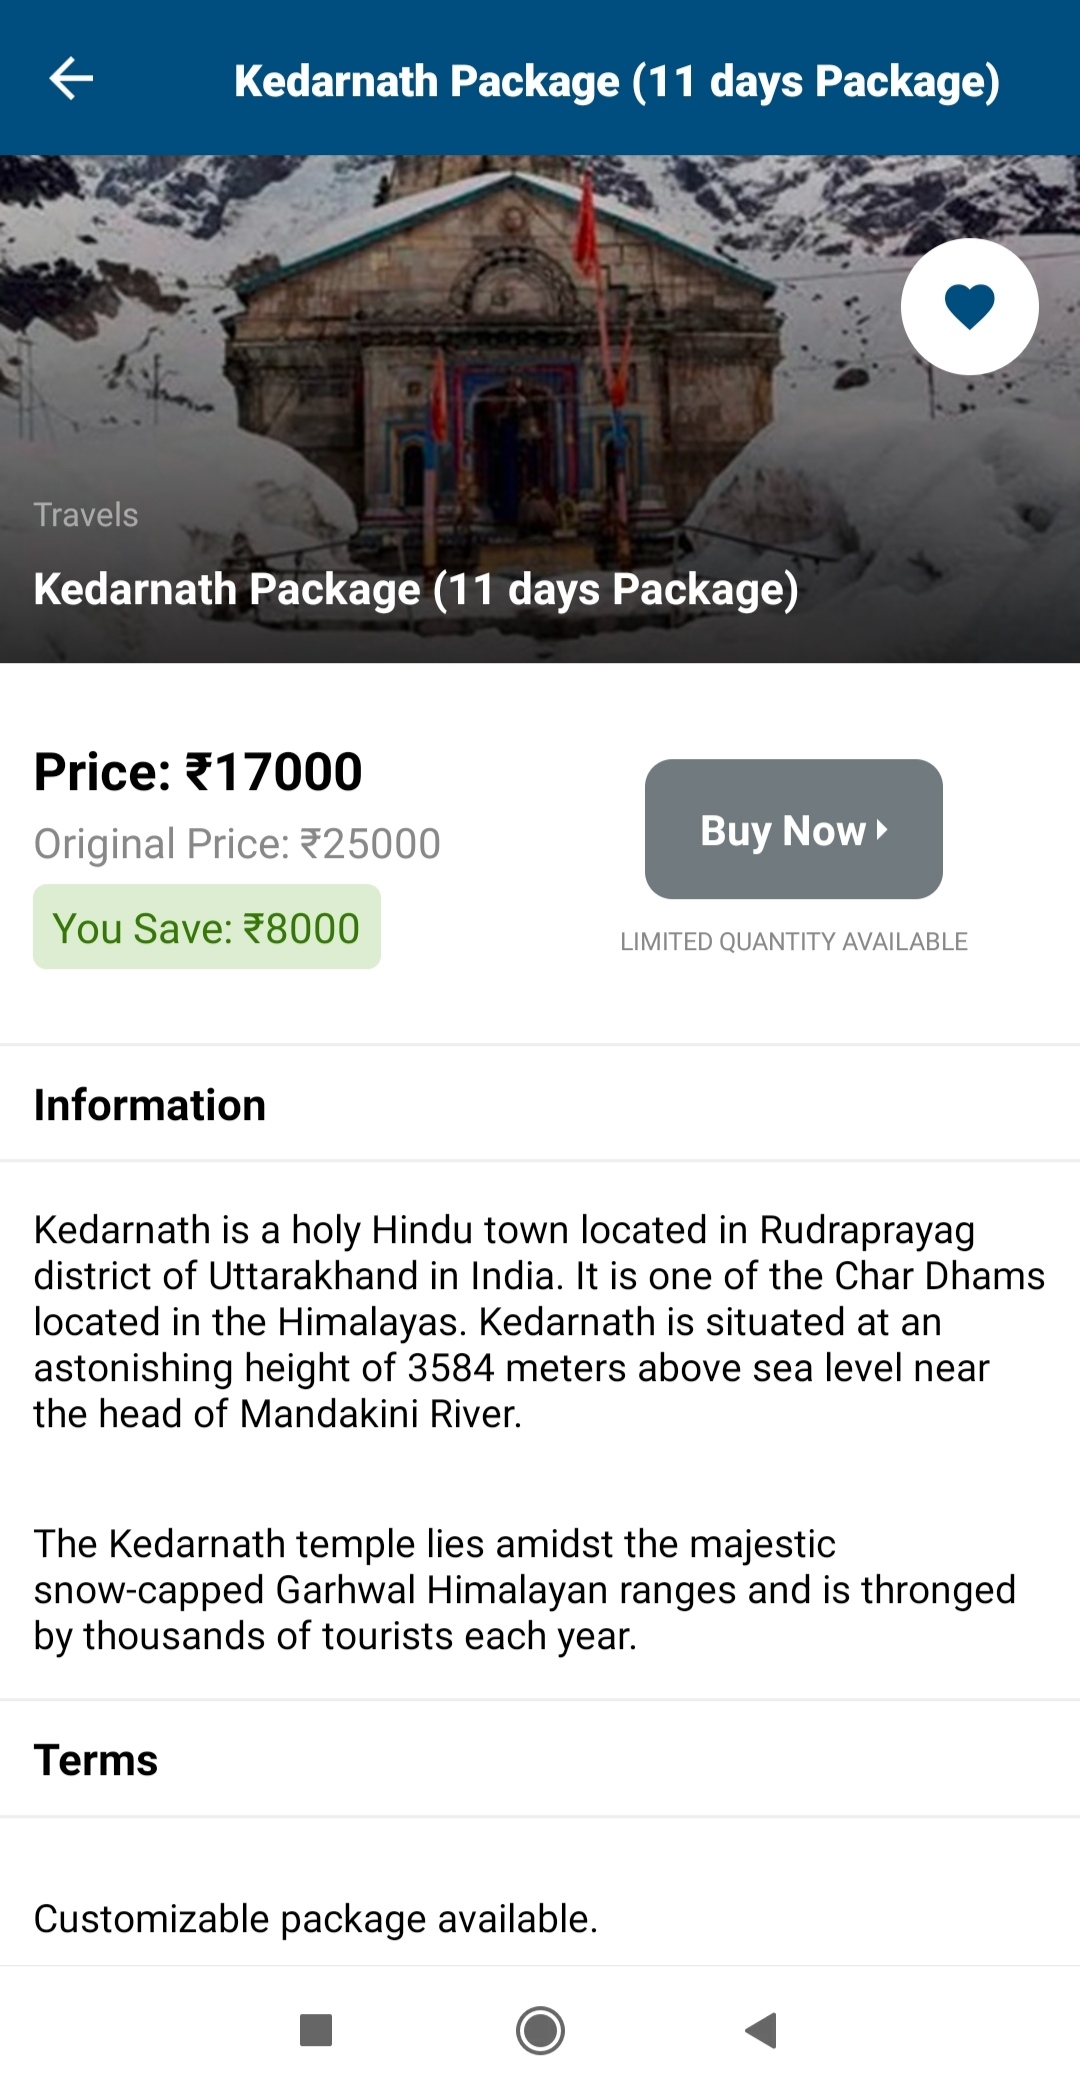 Kedarnath Package (11 days Package)
Travels
Kedarnath Package (11 days Package)
Price: ₹17000
Original Price: ₹25000
You Save: ₹8000
Buy Now
LIMITED QUANTITY AVAILABLE
Information
Kedarnath is a holy Hindu town located in Rudraprayag
district of Uttarakhand in India. It is one of the Char Dhams
located in the Himalayas. Kedarnath is situated at an
astonishing height of 3584 meters above sea level near
the head of Mandakini River.
The Kedarnath temple lies amidst the majestic
snow-capped Garhwal Himalayan ranges and is thronged
by thousands of tourists each year.
Terms
Customizable package available.